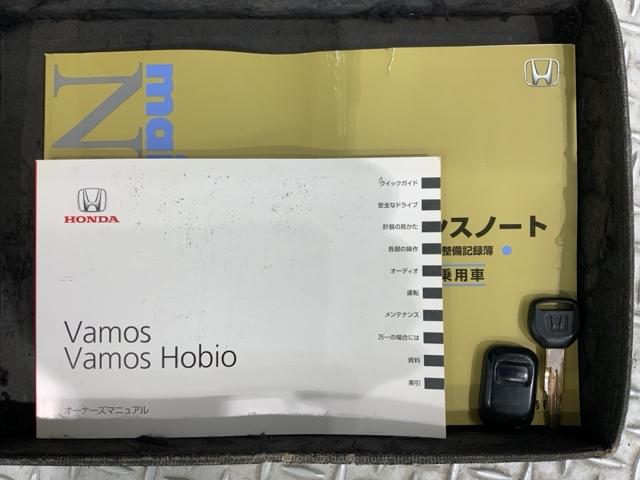 mai
N
クイックガイド
安全なドライブ
計器の見かた
各部の操作
オーディオ
運転
メンテナンス
万一の場合には
資料
索引
HONDA
Vamos
Vamos Hobio
オーナーズマニュアル
ンスノート
整備記録簿
乗用車